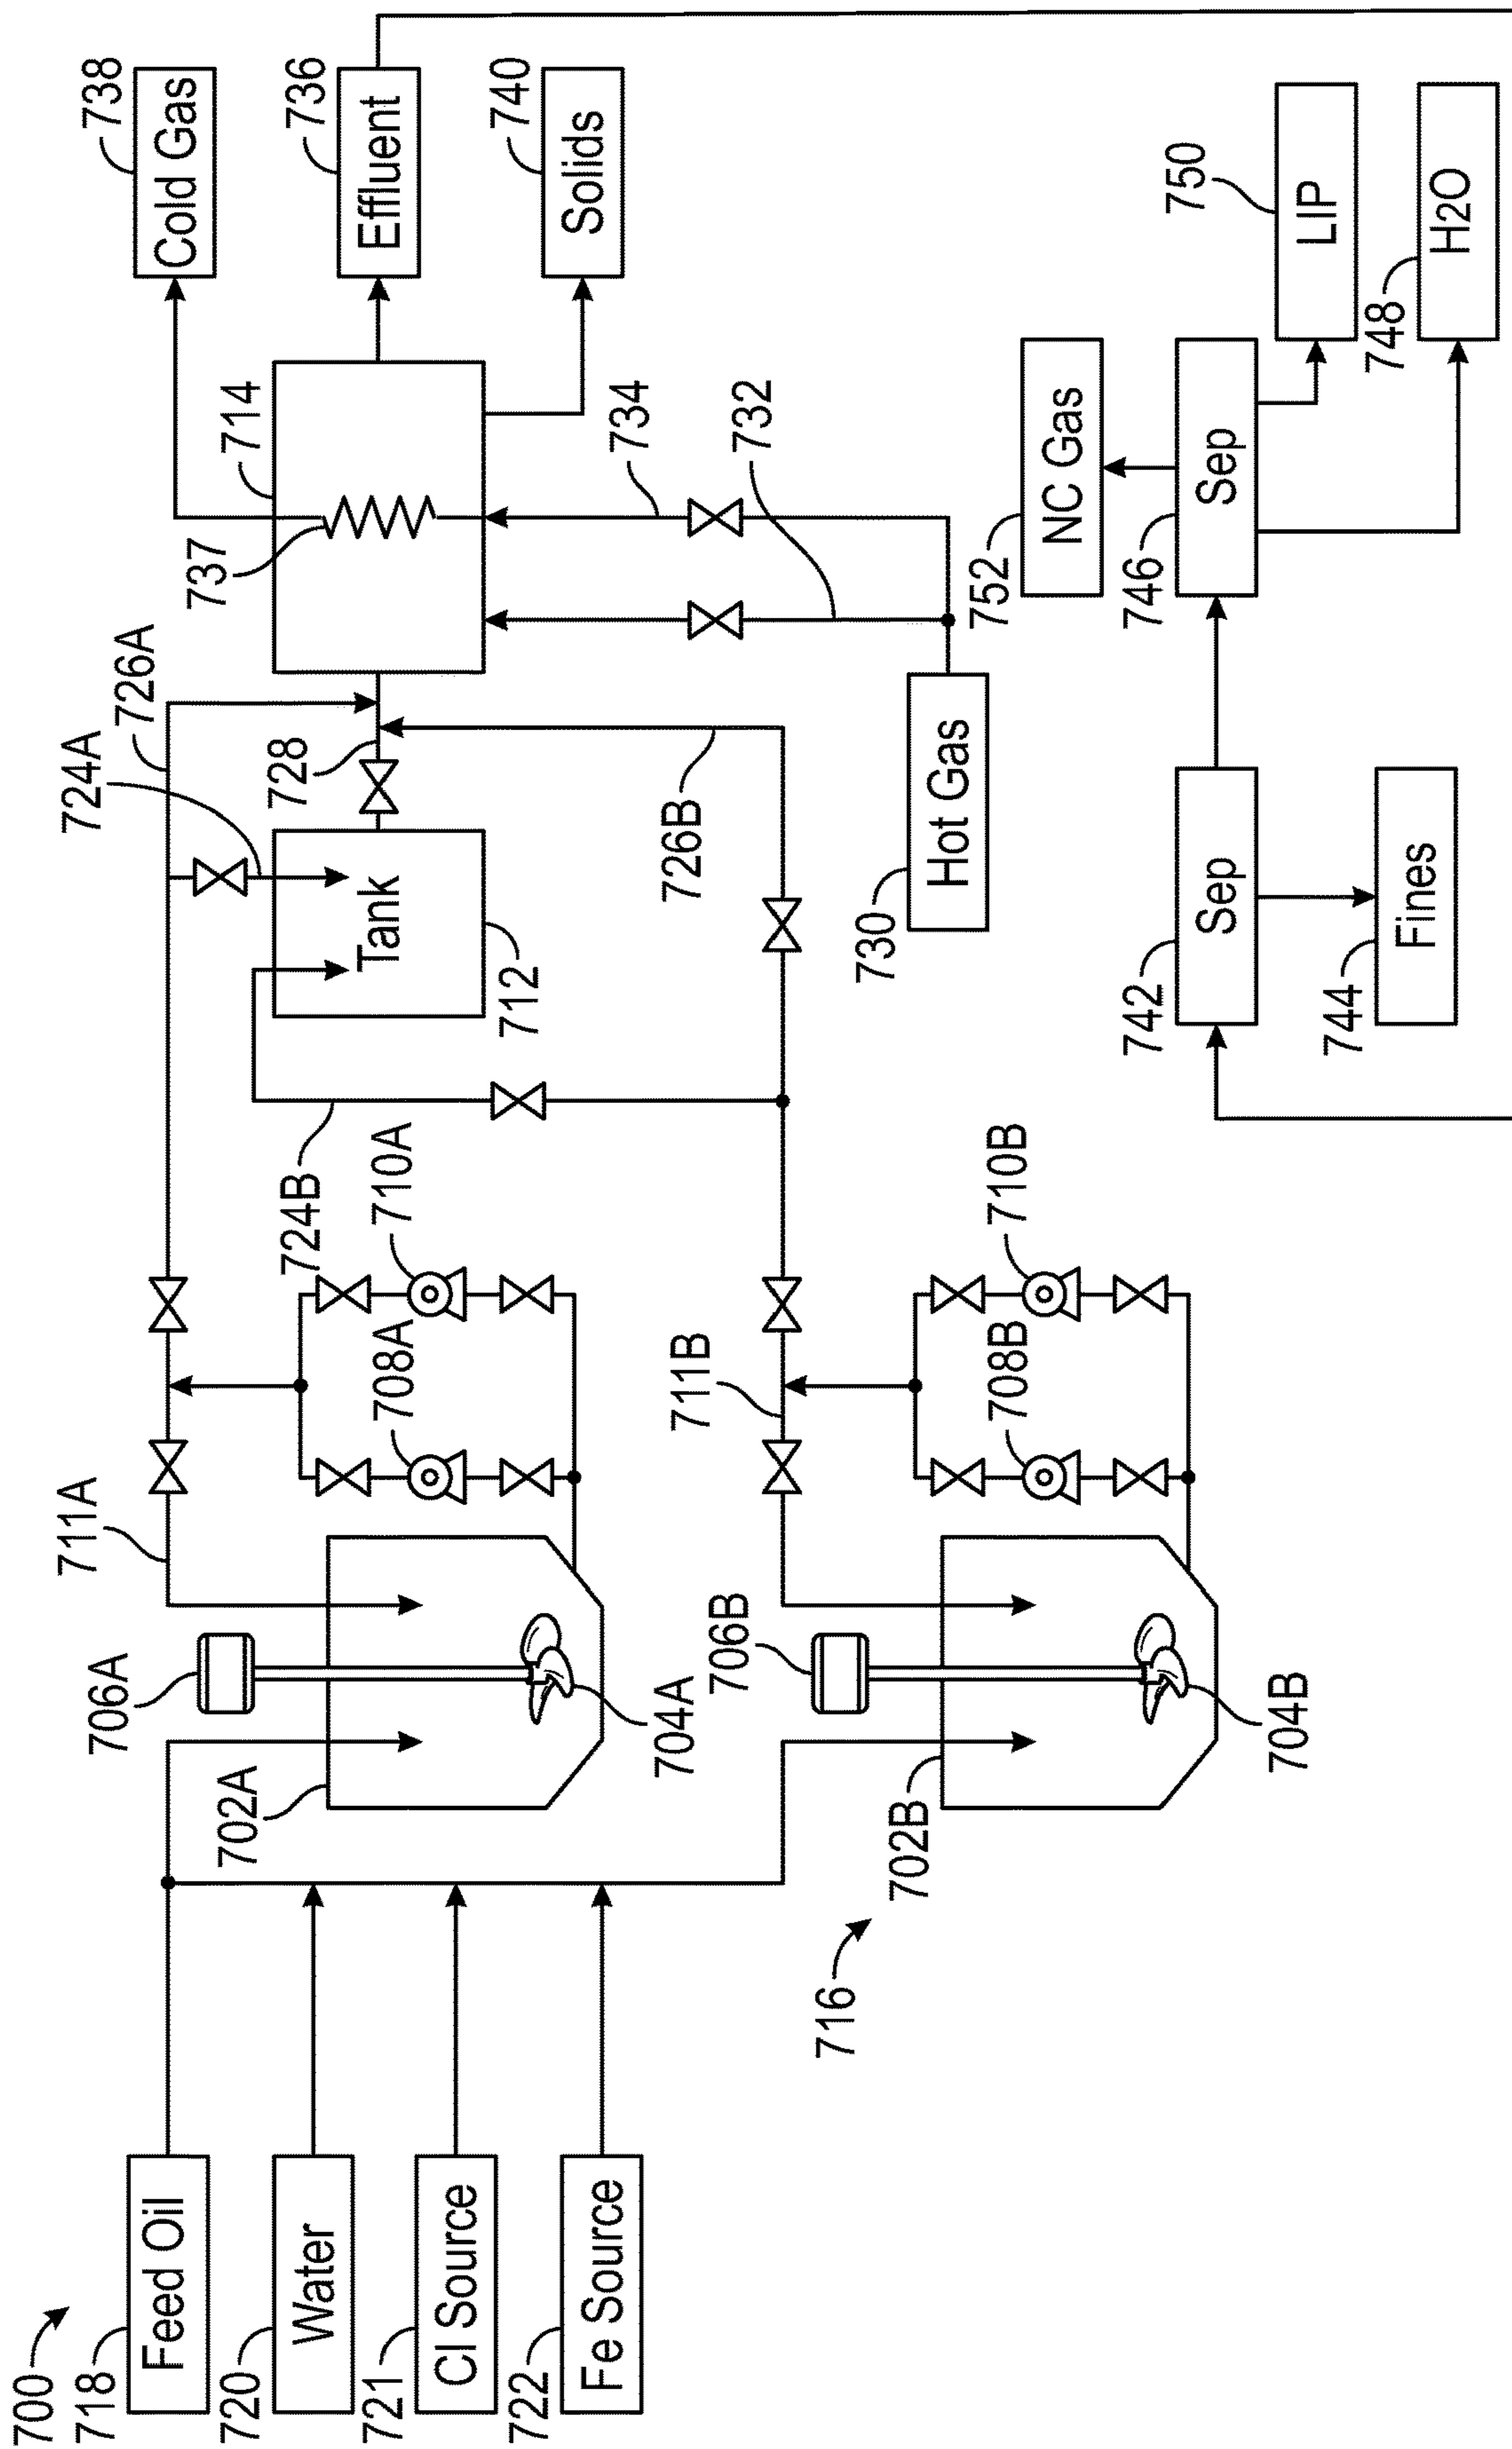 700
718
Feed Oil
720
Water
721
Cl Source
722
Fe Source
716
702A
706A
704A
711A
708A
710A
702B
706B
704B
711B
708B
710B
724B
724A
726A
726B
Tank
712
728
714
737
738
Cold Gas
736
Effluent
740
Solids
734
732
730
Hot Gas
742
Sep
744
Fines
746
Sep
752
NC Gas
750
LIP
748
H2O